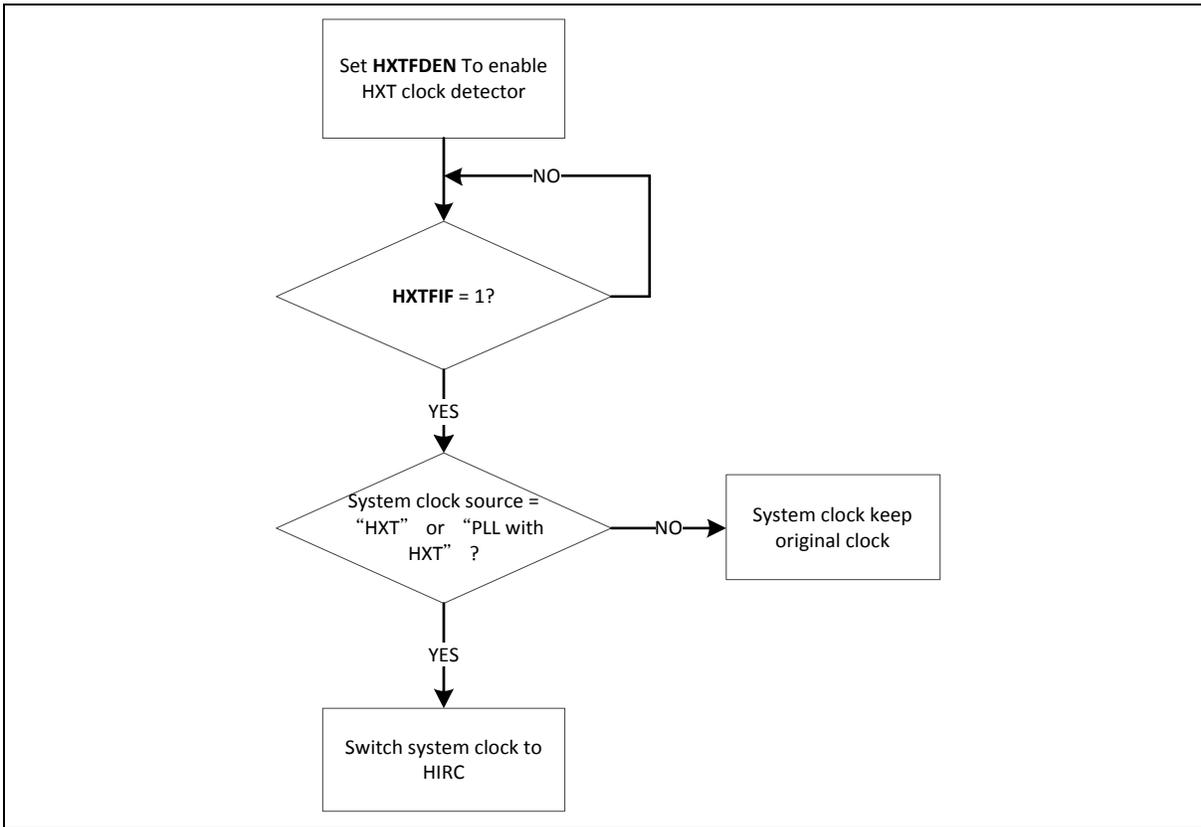 Set HXTFDEN To enable
HXT clock detector
NO
HXTFIF = 1?
YES
System clock source =
“HXT” or “PLL with
HXT” ?
NO
System clock keep
original clock
YES
Switch system clock to
HIRC